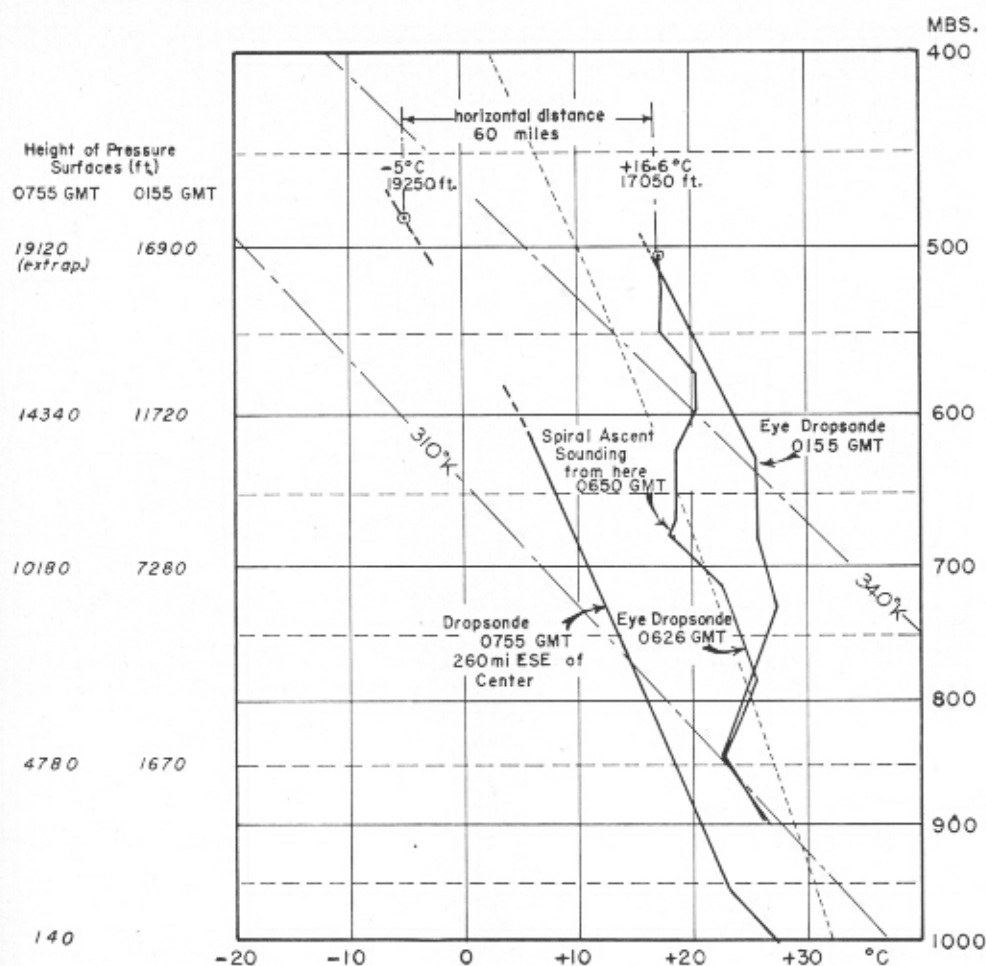 MBS.
400
horizontal distance
60 miles
Height of Pressure
Surfaces (ft.)
0755 GMT 0155 GMT
-5°C
19250 ft.
+16.6°C
17050 ft.
19120 16900
(extrap.)
500
14340 11720
600
310°K
Spiral Ascent
Sounding
from here
0650 GMT
Eye Dropsonde
0155 GMT
10180 7280
700
340°K
Dropsonde
0755 GMT
260 mi ESE of
Center
Eye Dropsonde
0626 GMT
800
4780 1670
900
140
1000
-20 -10 0 +10 +20 +30 °C